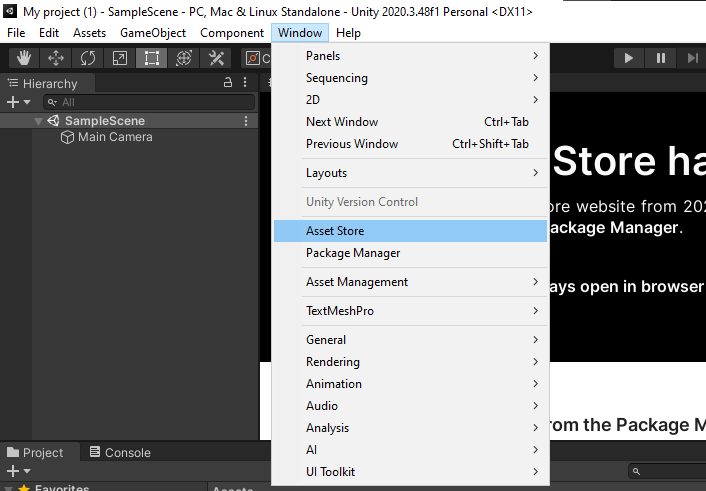 My project (1) - SampleScene - PC, Mac & Linux Standalone - Unity 2020.3.48f1 Personal <DX11>
File Edit Assets GameObject Component Window Help
Hierarchy
All
SampleScene
Main Camera
Panels
Sequencing
2D
Next Window Ctrl+Tab
Previous Window Ctrl+Shift+Tab
Layouts
Unity Version Control
Asset Store
Package Manager
Asset Management
TextMeshPro
General
Rendering
Animation
Audio
Analysis
AI
UI Toolkit
Store ha
ore website from 202
ackage Manager.
ays open in browser
om the Package M
Project Console
Favorites
Assets